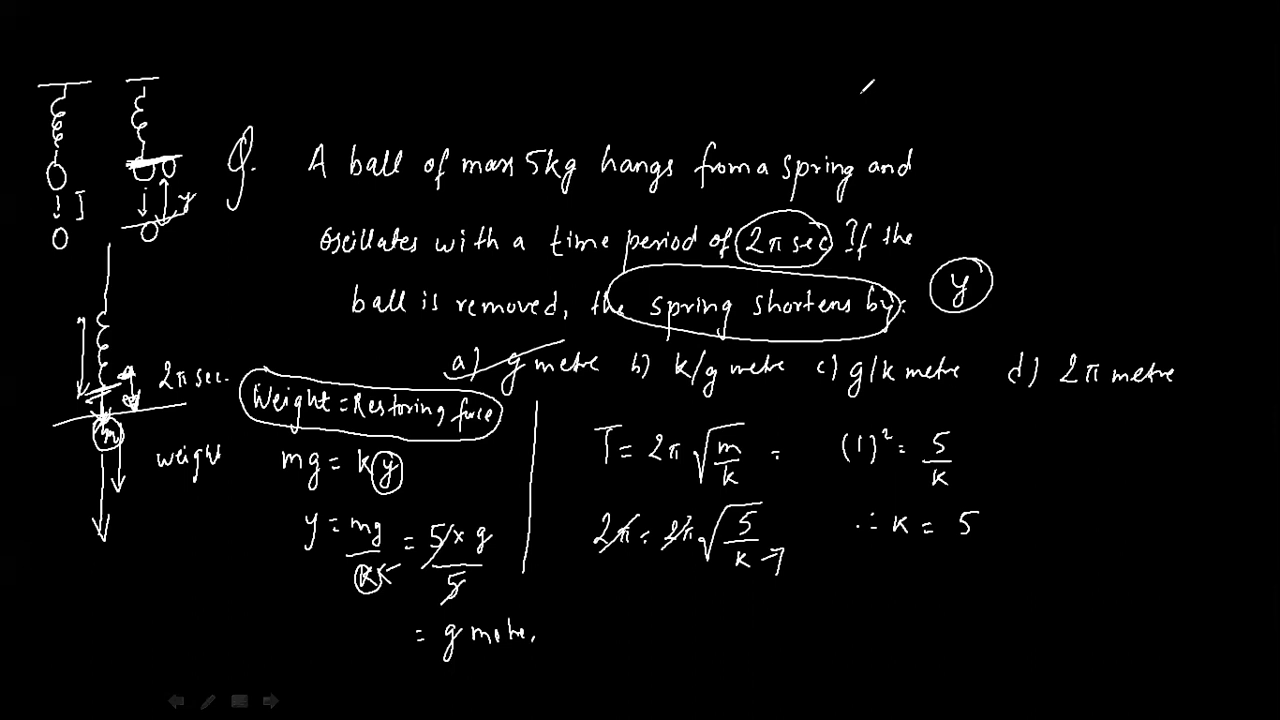 Q. A ball of mass 5kg hangs from a spring and
oscillates with a time period of 2π sec If the
ball is removed, the spring shortens by: y
a) g metre b) k/g metre c) g/k metre d) 2π metre
y
2π sec.
m
weight
Weight = Restoring force
mg = ky
y = mg/k = 5 x g/5
= g metre.
T = 2π √m/k
2π = 2π √5/k
(1)² = 5/k
∴ k = 5